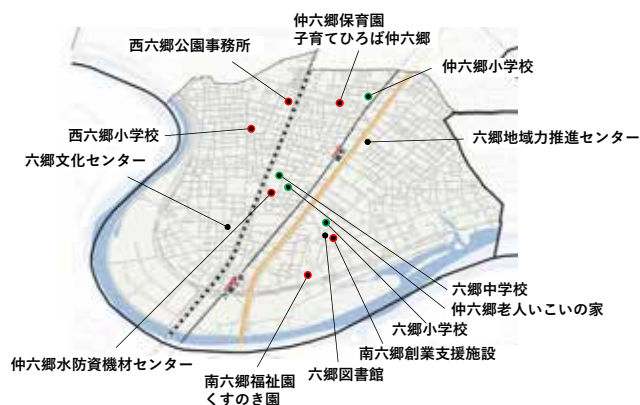 仲六郷保育園
子育てひろば仲六郷
西六郷公園事務所
仲六郷小学校
西六郷小学校
六郷地域力推進センター
六郷文化センター
六郷中学校
仲六郷老人いこいの家
六郷小学校
南六郷創業支援施設
仲六郷水防資機材センター
六郷図書館
南六郷福祉園
くすのき園